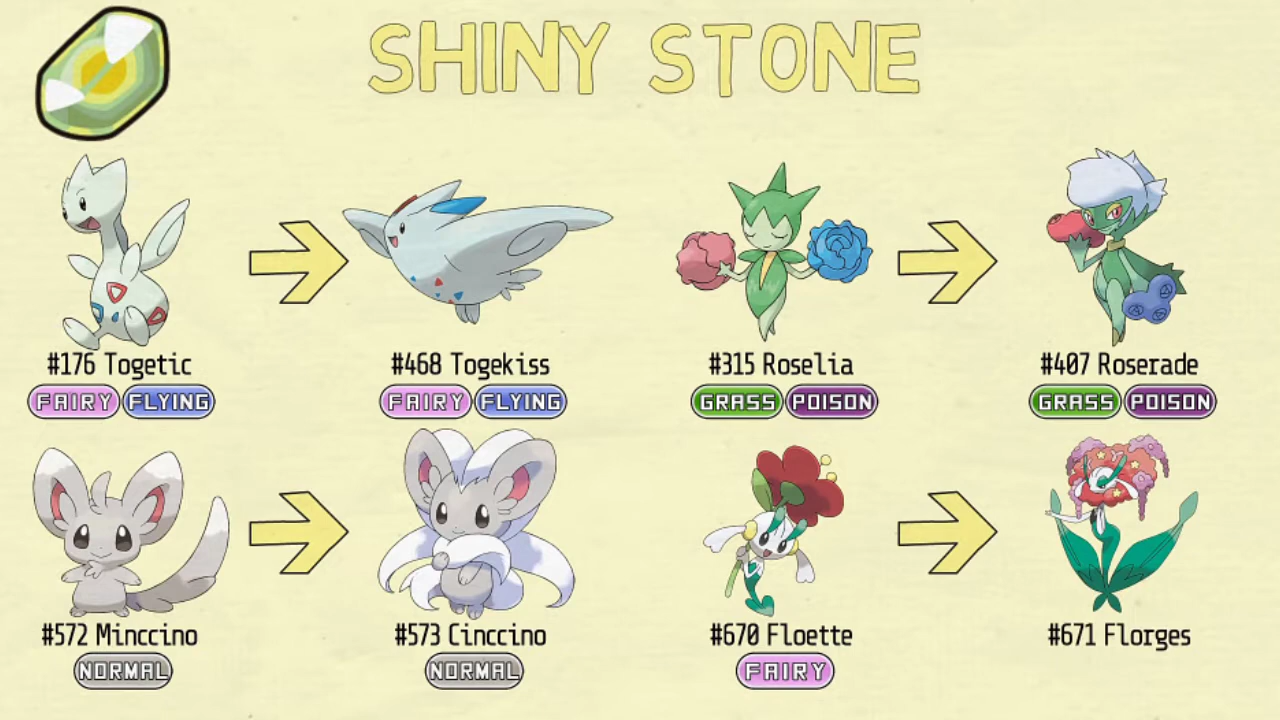 SHINY STONE
#176 Togetic
FAIRY FLYING
#468 Togekiss
FAIRY FLYING
#315 Roselia
GRASS POISON
#407 Roserade
GRASS POISON
#572 Minccino
NORMAL
#573 Cinccino
NORMAL
#670 Floette
FAIRY
#671 Florges